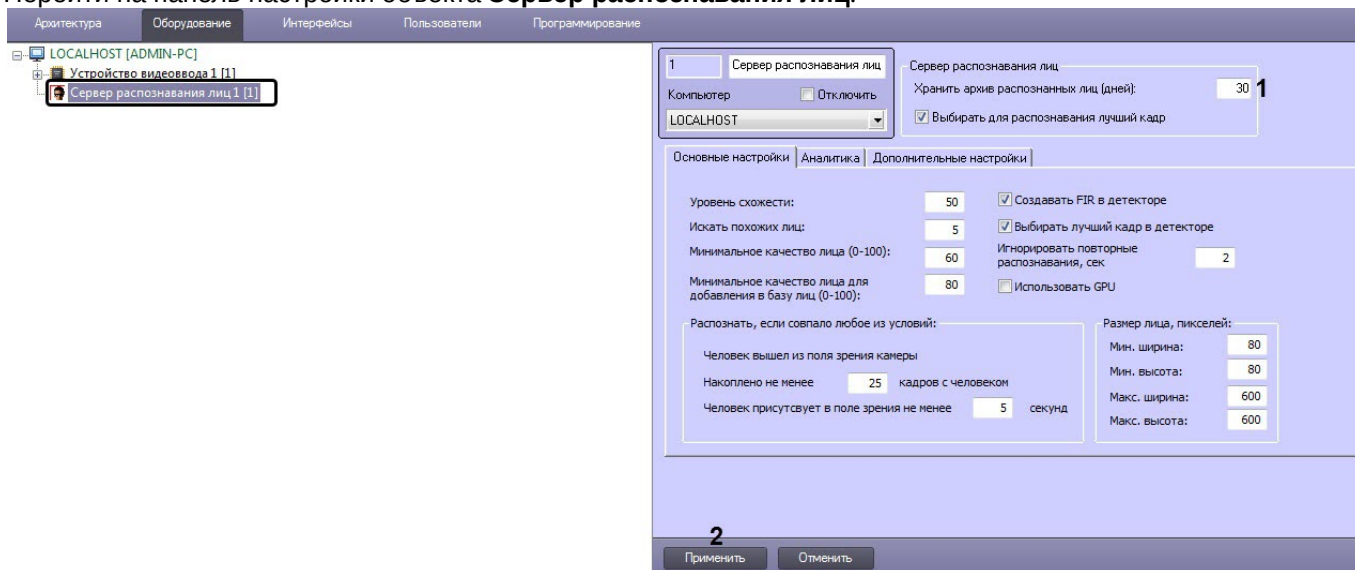 Перейти на панель настройки объекта Сервер распознавания лиц.
Архитектура Оборудование Интерфейсы Пользователи Программирование
LOCALHOST [ADMIN-PC]
Устройство видеоввода 1 [1]
Сервер распознавания лиц 1 [1]
1 Сервер распознавания лиц
Компьютер Отключить
LOCALHOST
Сервер распознавания лиц
Хранить архив распознанных лиц (дней): 30 1
Выбирать для распознавания лучший кадр
Основные настройки Аналитика Дополнительные настройки
Уровень схожести: 50
Искать похожих лиц: 5
Минимальное качество лица (0-100): 60
Минимальное качество лица для
добавления в базу лиц (0-100): 80
Создавать FIR в детекторе
Выбирать лучший кадр в детекторе
Игнорировать повторные
распознавания, сек 2
Использовать GPU
Распознать, если совпало любое из условий:
Человек вышел из поля зрения камеры
Накоплено не менее 25 кадров с человеком
Человек присутсвует в поле зрения не менее 5 секунд
Размер лица, пикселей:
Мин. ширина: 80
Мин. высота: 80
Макс. ширина: 600
Макс. высота: 600
2
Применить Отменить